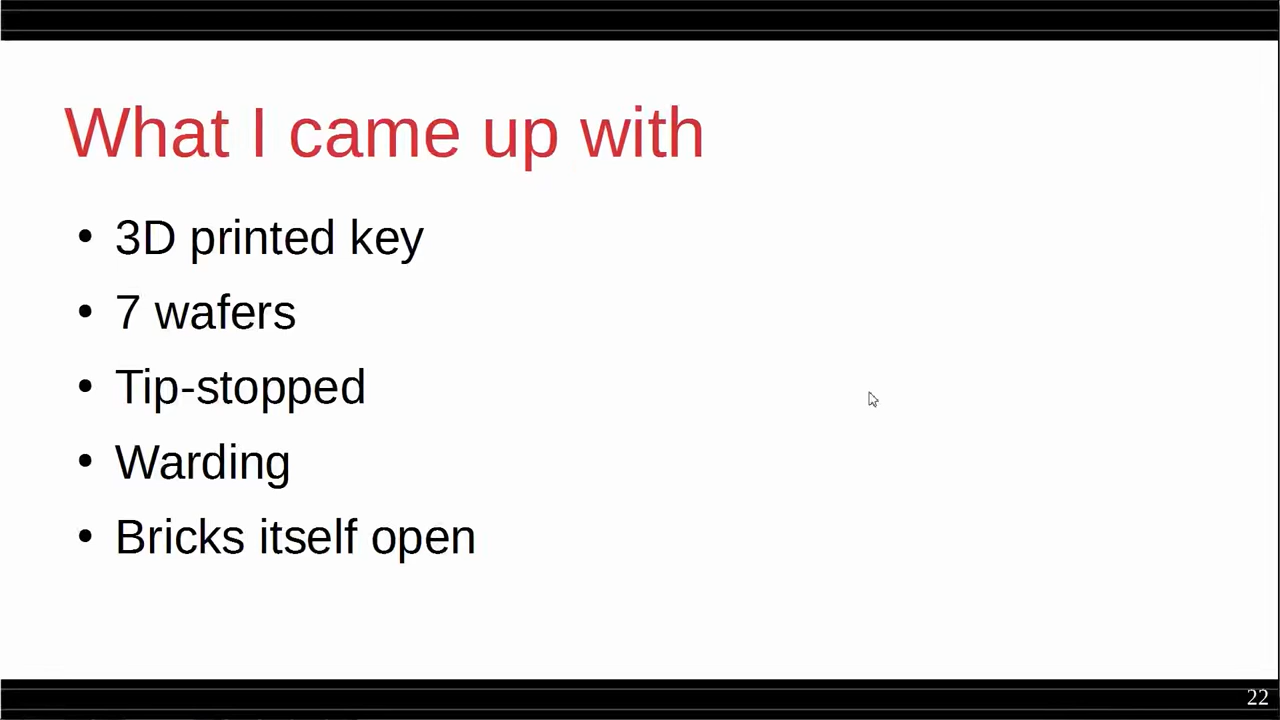 What I came up with
• 3D printed key
• 7 wafers
• Tip-stopped
• Warding
• Bricks itself open
22